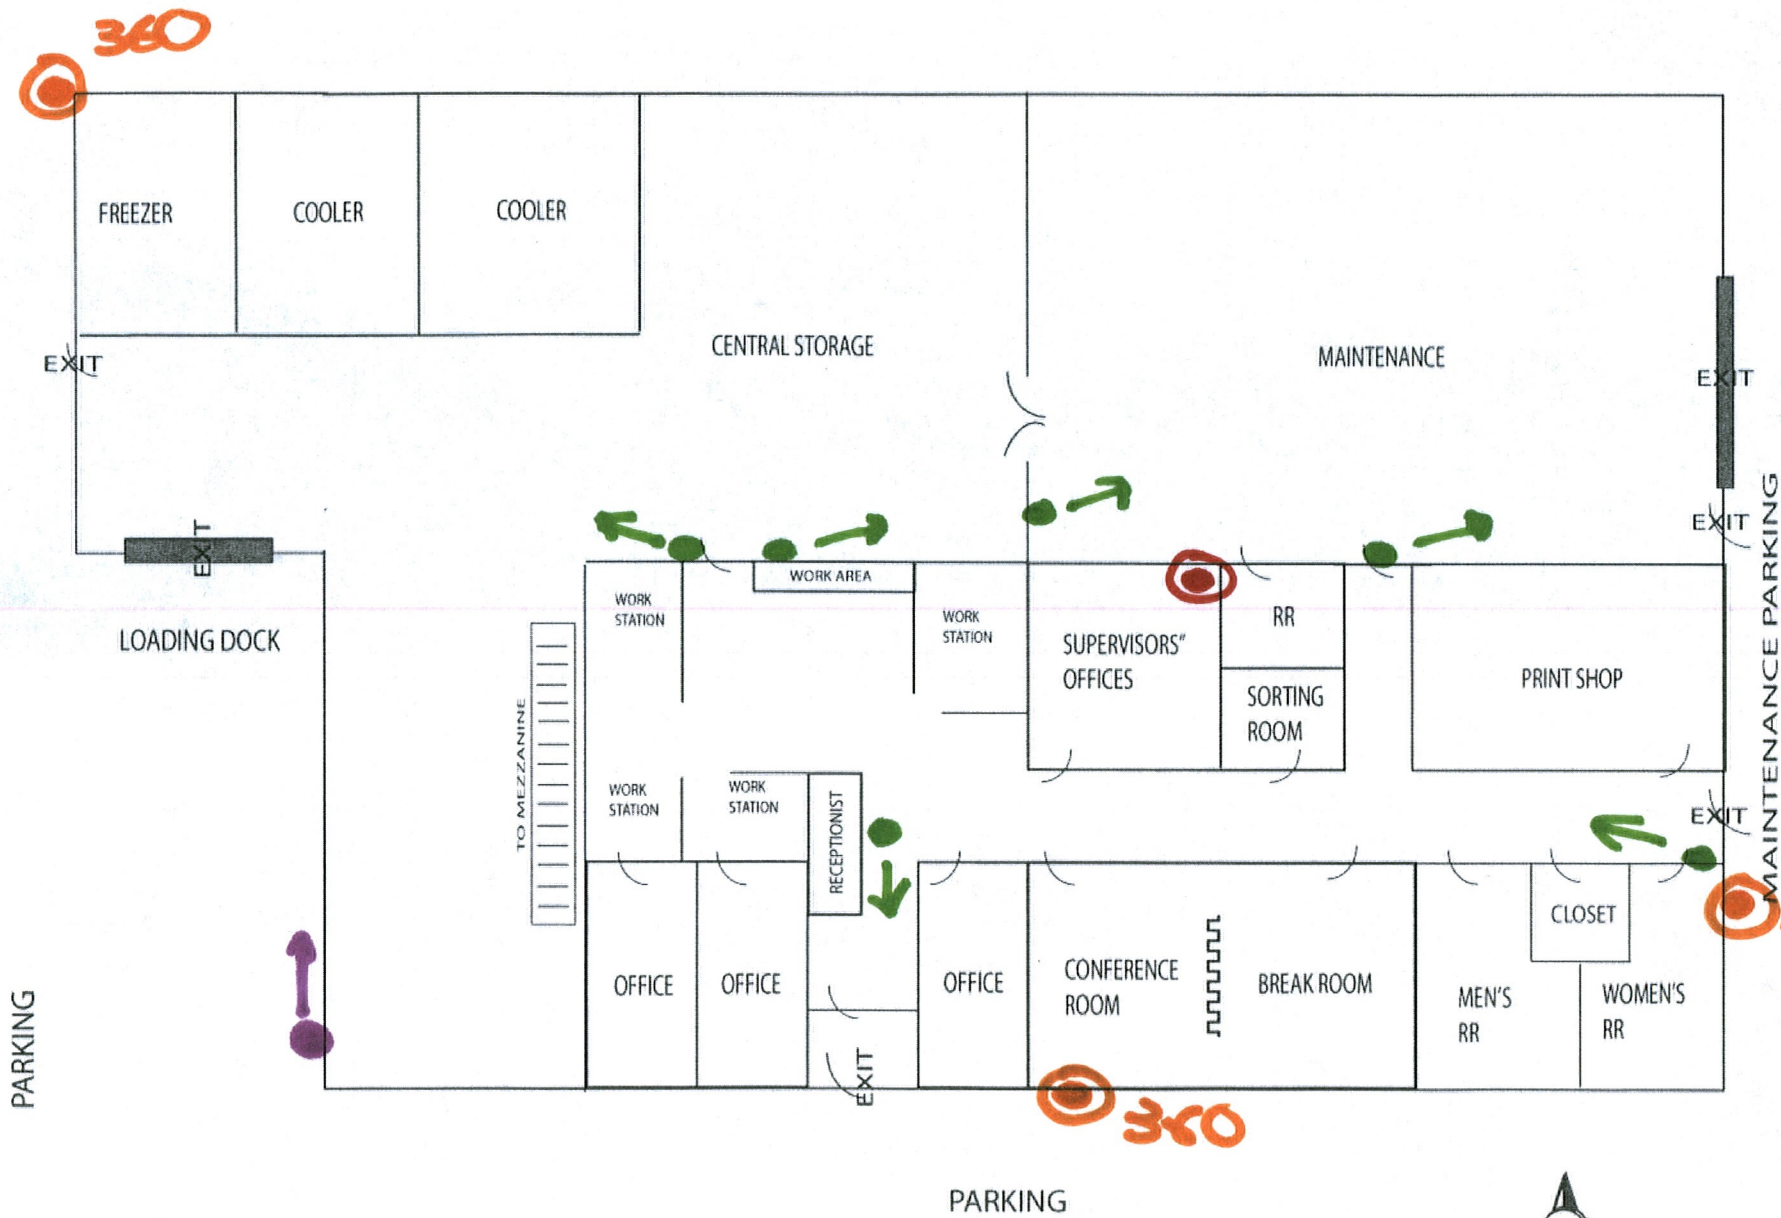 360
FREEZER
COOLER
COOLER
CENTRAL STORAGE
MAINTENANCE
EXIT
EXIT
EXIT
EXIT
LOADING DOCK
WORK
STATION
WORK AREA
WORK
STATION
SUPERVISORS"
OFFICES
RR
SORTING
ROOM
PRINT SHOP
MAINTENANCE PARKING
TO MEZZANINE
WORK
STATION
WORK
STATION
RECEPTIONIST
EXIT
OFFICE
OFFICE
OFFICE
CONFERENCE
ROOM
BREAK ROOM
CLOSET
MEN'S
RR
WOMEN'S
RR
PARKING
EXIT
360
PARKING